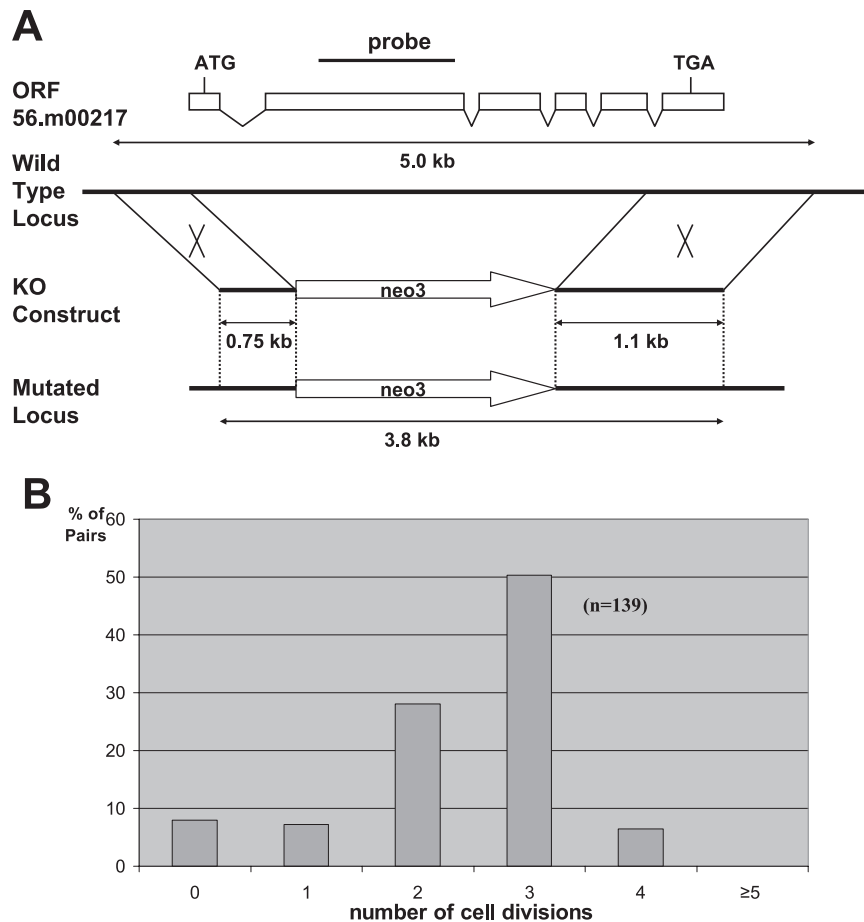 A
probe
ATG
TGA
ORF
56.m00217
5.0 kb
Wild
Type
Locus
KO
Construct
neo3
0.75 kb
1.1 kb
Mutated
Locus
neo3
3.8 kb
B
% of
Pairs
60
50
40
30
20
10
0
(n=139)
0 1 2 3 4 ≥5
number of cell divisions